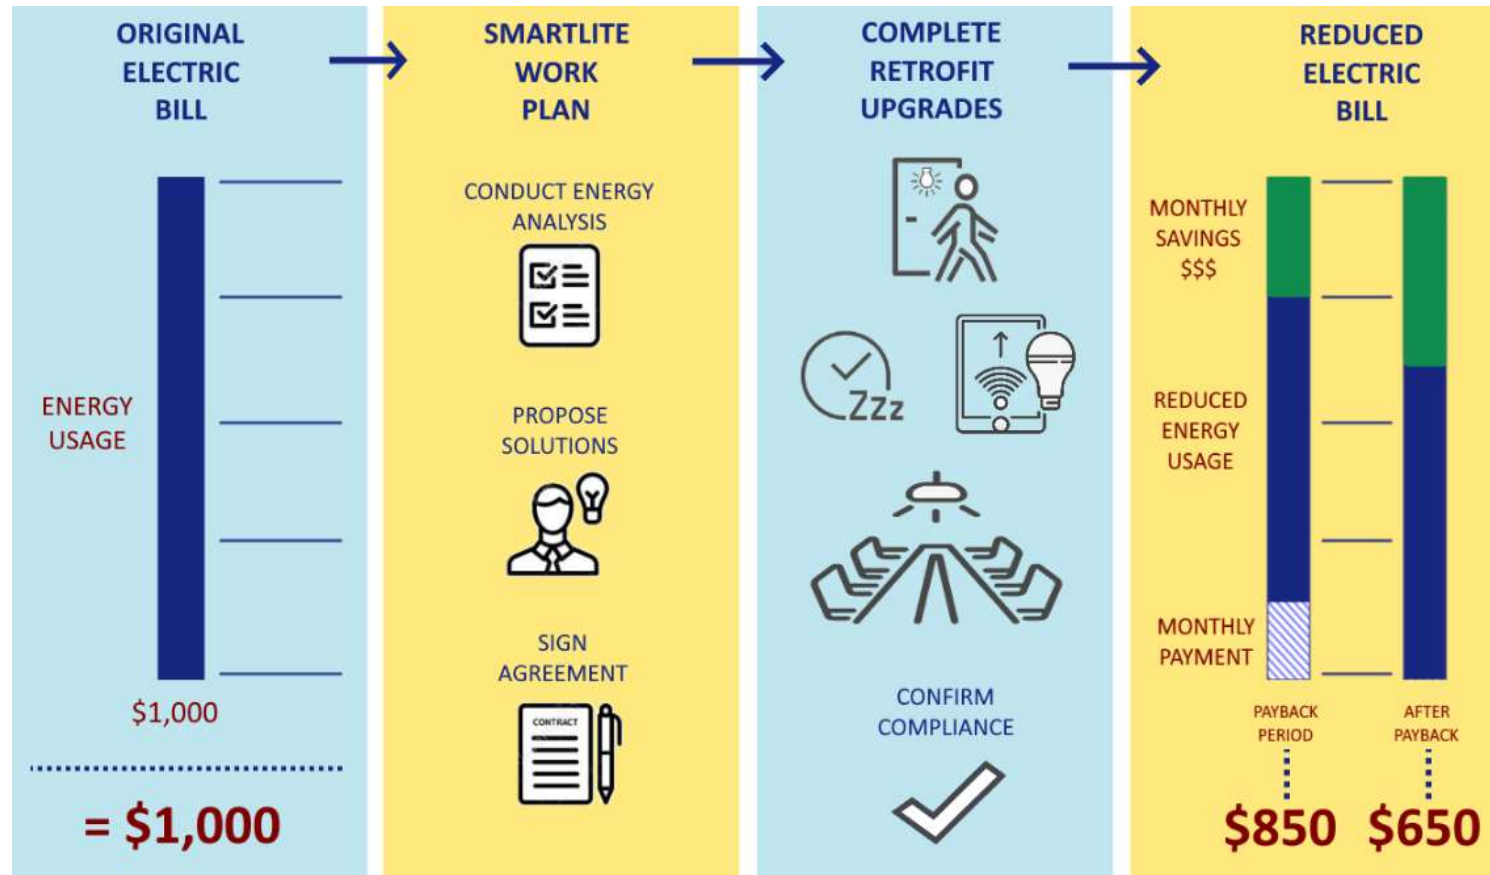 ORIGINAL
ELECTRIC
BILL
ENERGY
USAGE
$1,000
= $1,000
SMARTLITE
WORK
PLAN
CONDUCT ENERGY
ANALYSIS
PROPOSE
SOLUTIONS
SIGN
AGREEMENT
CONTRACT
COMPLETE
RETROFIT
UPGRADES
Zzz
CONFIRM
COMPLIANCE
REDUCED
ELECTRIC
BILL
MONTHLY
SAVINGS
$$$
REDUCED
ENERGY
USAGE
MONTHLY
PAYMENT
PAYBACK
PERIOD
$850
AFTER
PAYBACK
$650